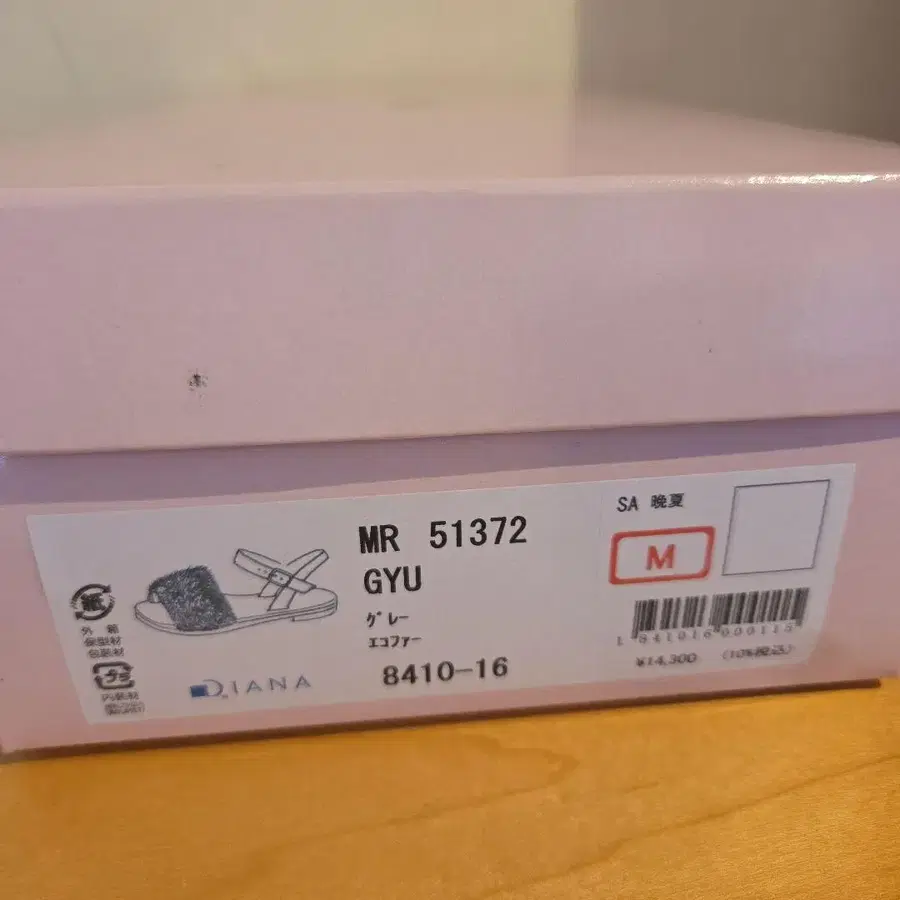 MR 51372
GYU
ｸﾞﾚｰ
ｴｺﾌｧｰ
8410-16
SA 晩夏
M
¥14,300 (10%税込)
紙
外 箱
保型材
包装材
プラ
内装材
DIANA